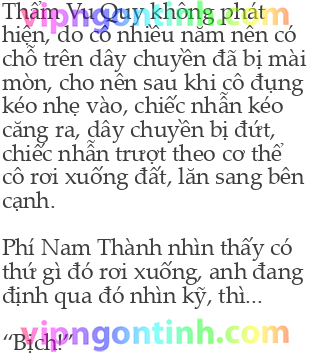 Thẩm Vu Quy không phát
vipngontinh.com
hiện, do có nhiều năm nên có
chỗ trên dây chuyền đã bị mài
mòn, cho nên sau khi cô đụng
kéo nhẹ vào, chiếc nhẫn kéo
căng ra, dây chuyền bị đứt,
chiếc nhẫn trượt theo cơ thể
cô rơi xuống đất, lăn sang bên
cạnh.
vipngontinh.com
Phí Nam Thành nhìn thấy có
thứ gì đó rơi xuống, anh đang
định qua đó nhìn kỹ, thì...
vipngontinh.com
“Bịch!”